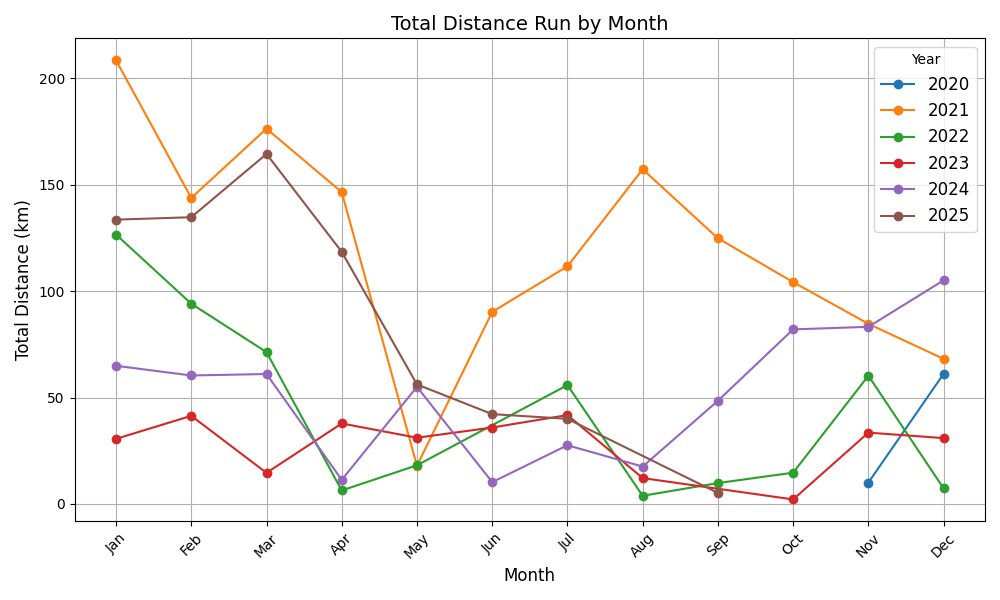 Total Distance Run by Month
Total Distance (km)
200
150
100
50
0
Year
2020
2021
2022
2023
2024
2025
Jan
Feb
Mar
Apr
May
Jun
Jul
Aug
Sep
Oct
Nov
Dec
Month